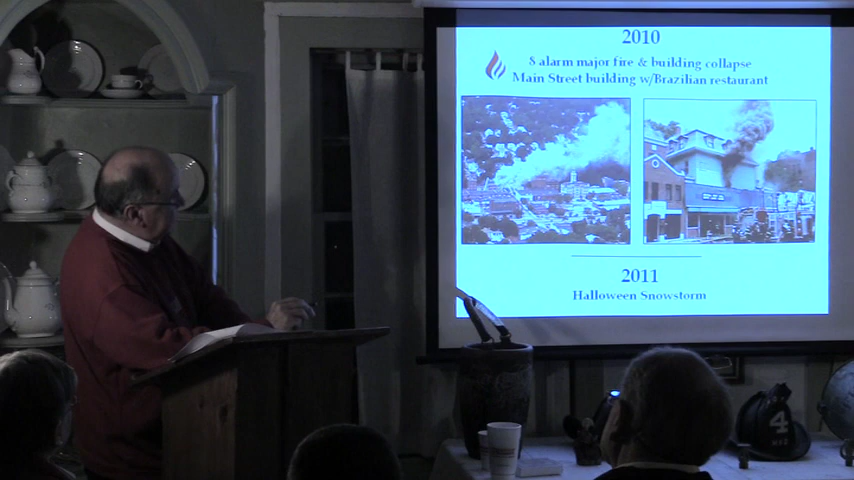 2010
8 alarm major fire & building collapse
Main Street building w/Brazilian restaurant
2011
Halloween Snowstorm
4